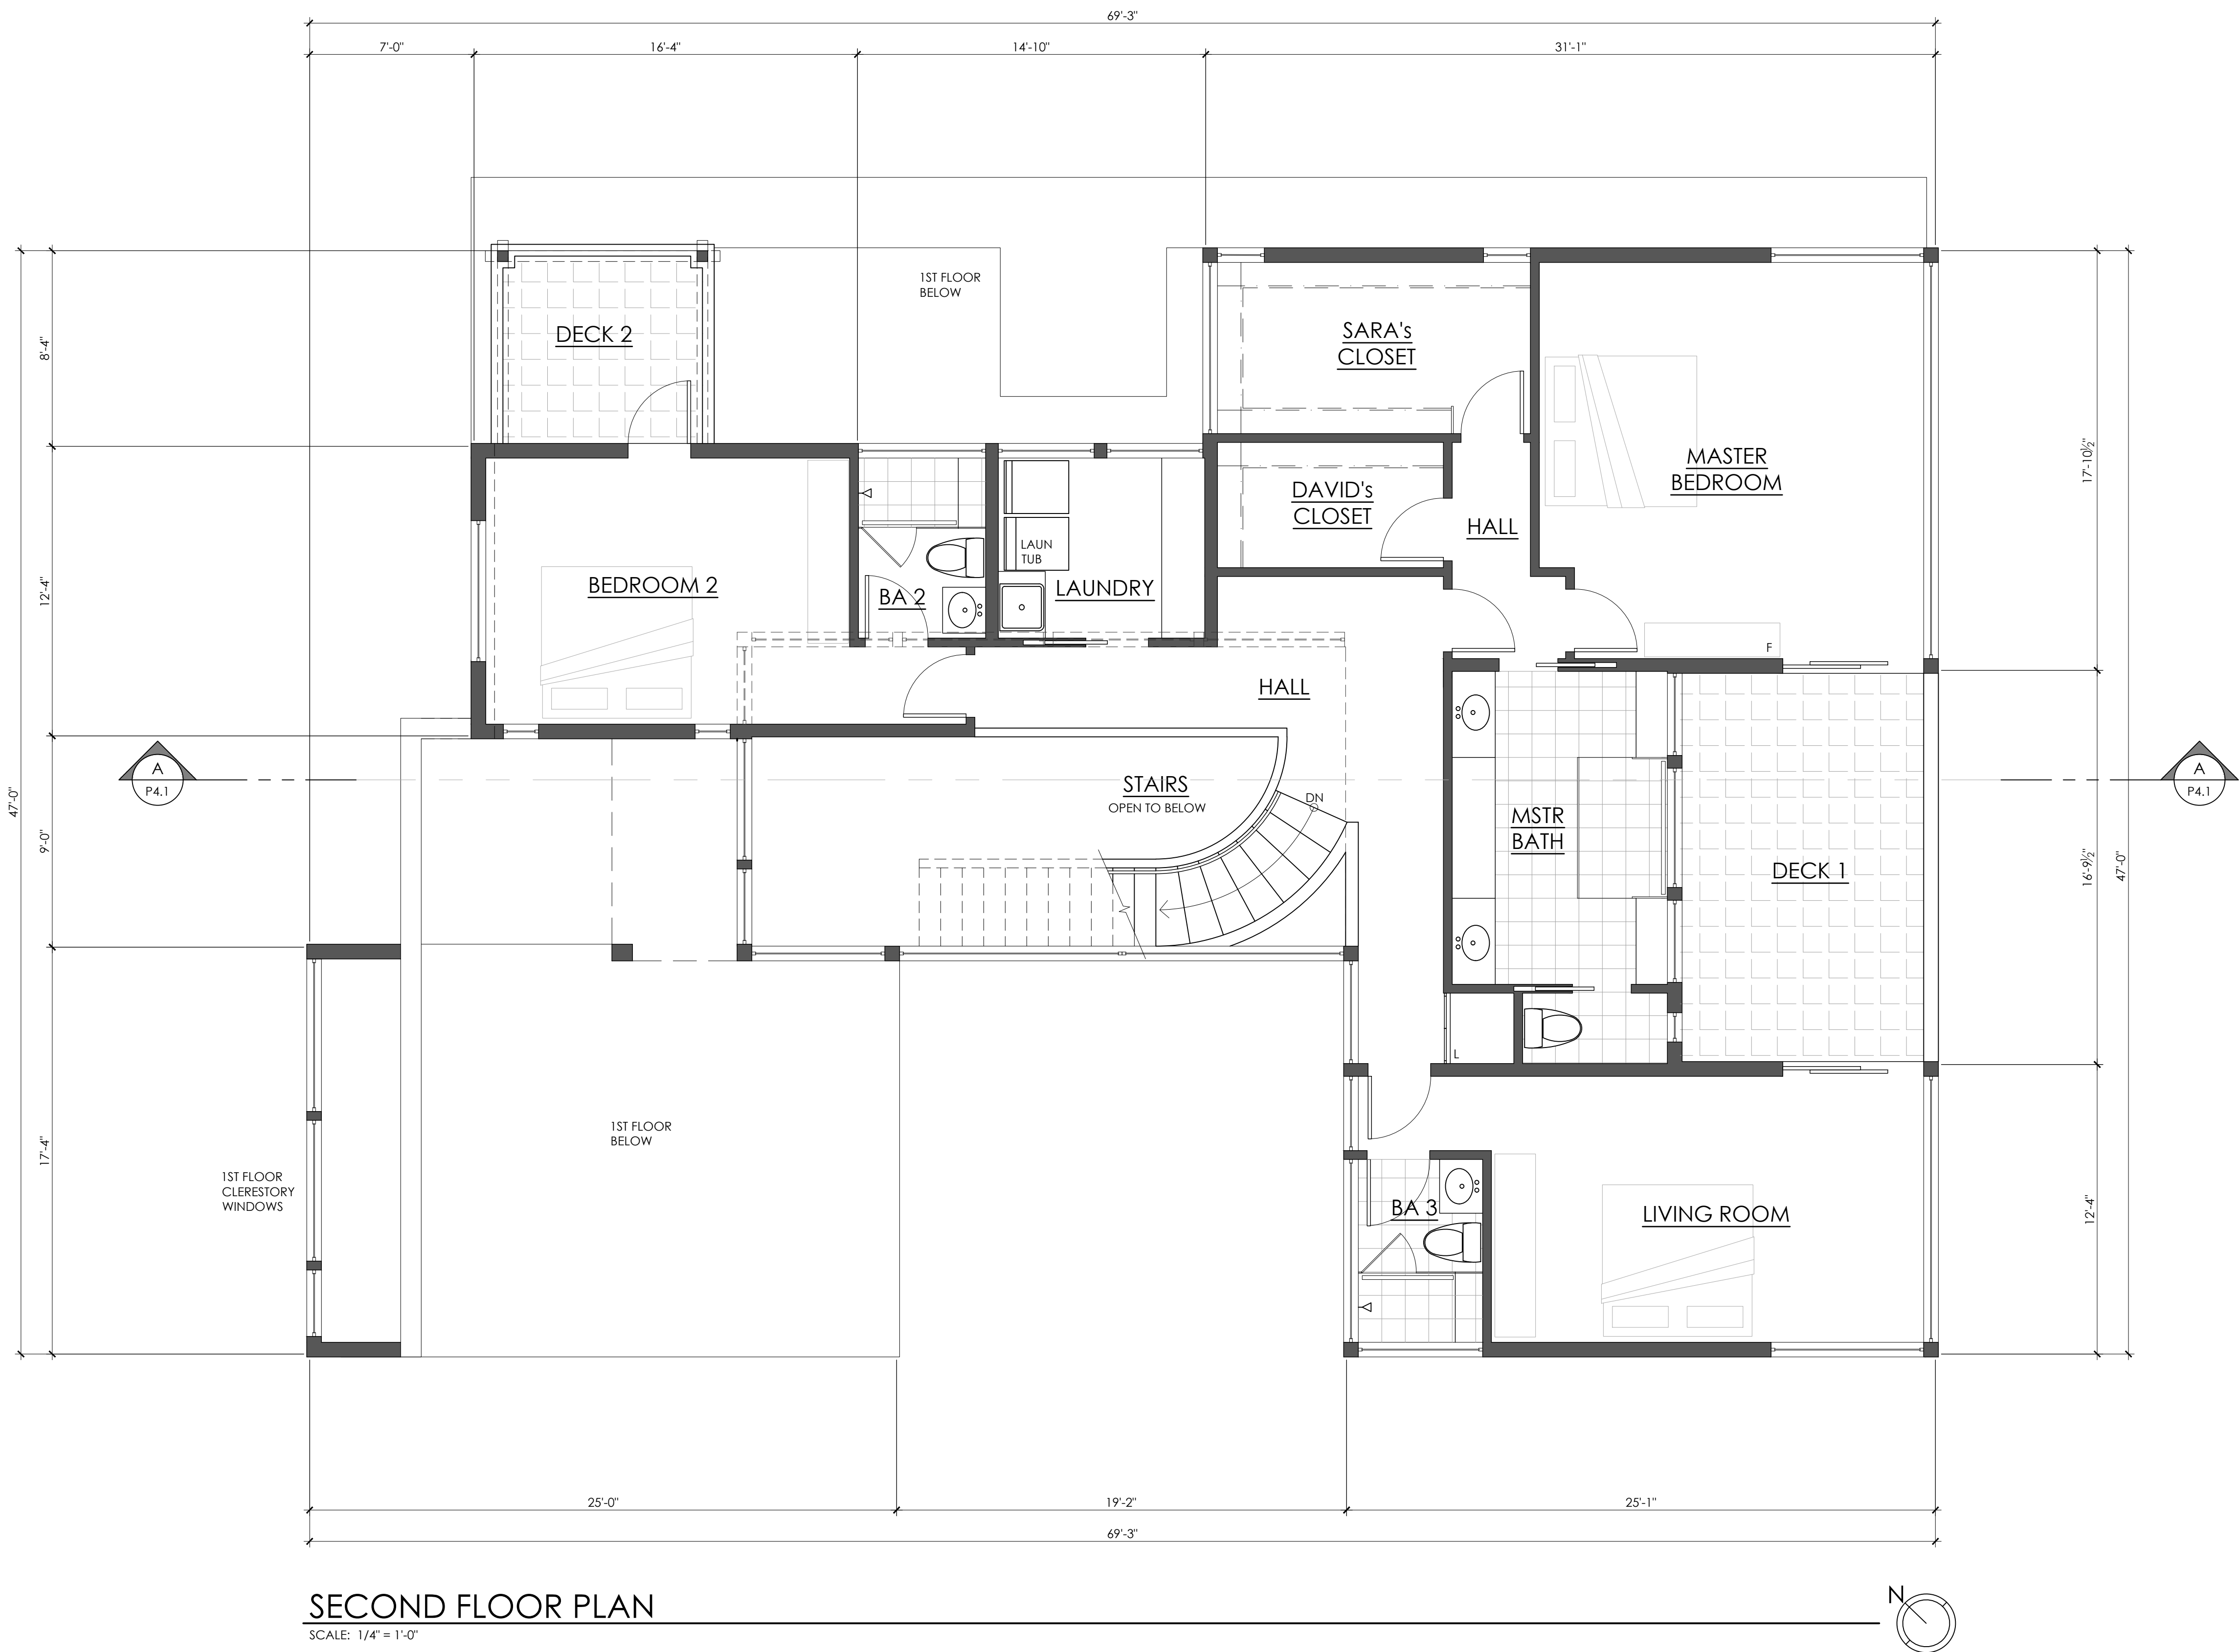 69'-3"
7'-0"
16'-4"
14'-10"
31'-1"
1ST FLOOR
BELOW
DECK 2
SARA's
CLOSET
8'-4"
MASTER
BEDROOM
17'-10½"
DAVID's
CLOSET
HALL
LAUN
TUB
BEDROOM 2
BA 2
LAUNDRY
12'-4"
F
HALL
A
P4.1
STAIRS
OPEN TO BELOW
DN
A
P4.1
47'-0"
9'-0"
MSTR
BATH
DECK 1
16'-9½"
47'-0"
L
1ST FLOOR
BELOW
17'-4"
1ST FLOOR
CLERESTORY
WINDOWS
BA 3
LIVING ROOM
12'-4"
25'-0"
19'-2"
25'-1"
69'-3"
SECOND FLOOR PLAN
N
SCALE: 1/4" = 1'-0"